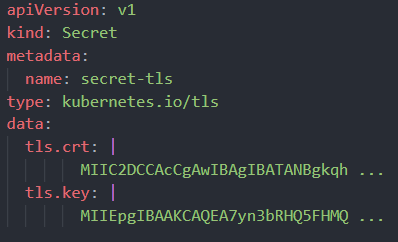 apiVersion: v1
kind: Secret
metadata:
  name: secret-tls
type: kubernetes.io/tls
data:
  tls.crt: |
        MIIC2DCCAcCgAwIBAgIBATANBgkqh ...
  tls.key: |
        MIIEpgIBAAKCAQEA7yn3bRHQ5FHMQ ...